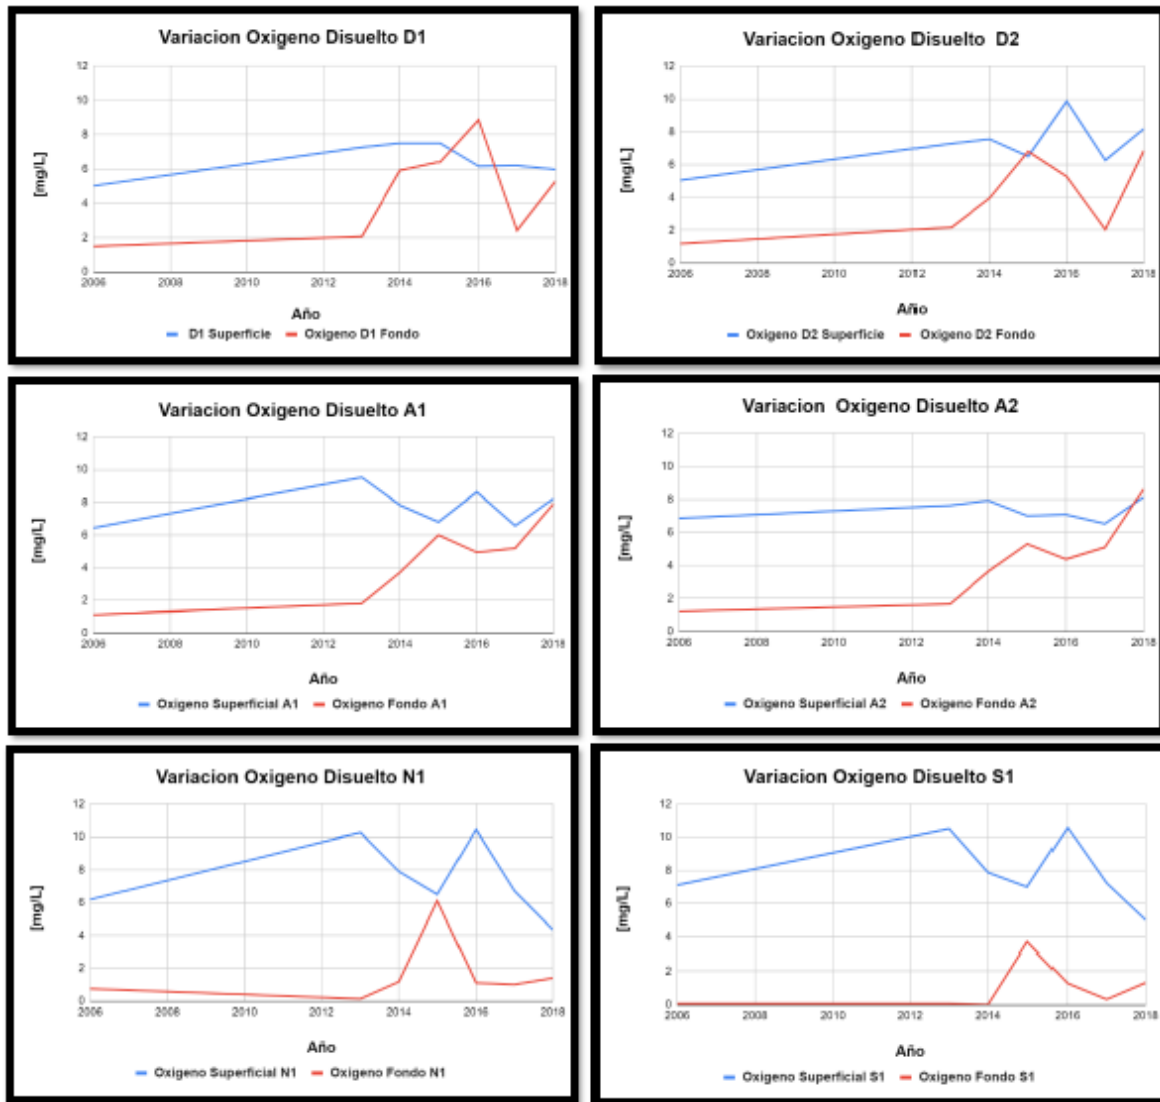 Variacion Oxigeno Disuelto D1
12
10
8
6
4
2
0
[mg/L]
2006 2008 2010 2012 2014 2016 2018
Año
D1 Superficie Oxigeno D1 Fondo
Variacion Oxigeno Disuelto D2
12
10
8
6
4
2
0
[mg/L]
2006 2008 2010 2012 2014 2016 2018
Año
Oxigeno D2 Superficie Oxigeno D2 Fondo
Variacion Oxigeno Disuelto A1
12
10
8
6
4
2
0
[mg/L]
2006 2008 2010 2012 2014 2016 2018
Año
Oxigeno Superficial A1 Oxigeno Fondo A1
Variacion Oxigeno Disuelto A2
12
10
8
6
4
2
0
[mg/L]
2006 2008 2010 2012 2014 2016 2018
Año
Oxigeno Superficial A2 Oxigeno Fondo A2
Variacion Oxigeno Disuelto N1
12
10
8
6
4
2
0
[mg/L]
2006 2008 2010 2012 2014 2016 2018
Año
Oxigeno Superficial N1 Oxigeno Fondo N1
Variacion Oxigeno Disuelto S1
12
10
8
6
4
2
0
[mg/L]
2006 2008 2010 2012 2014 2016 2018
Año
Oxigeno Superficial S1 Oxigeno Fondo S1